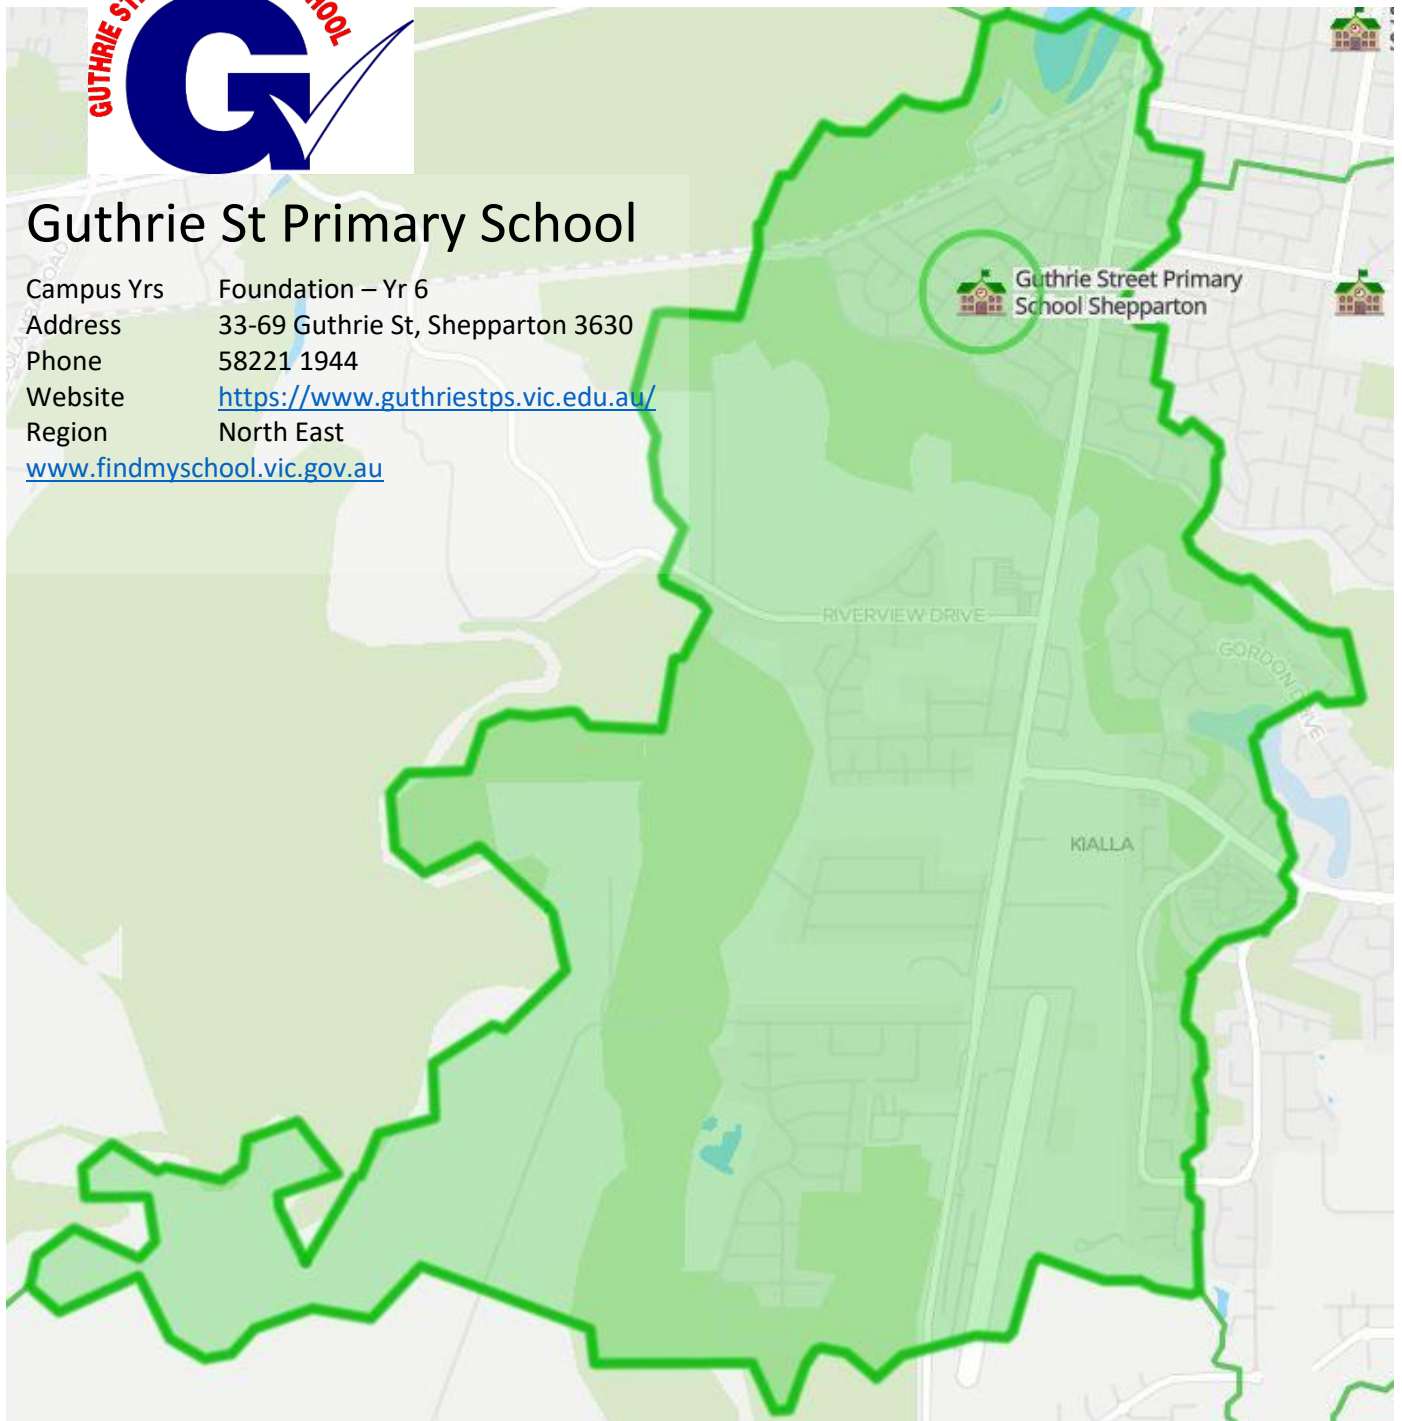 GUTHRIE ST
Guthrie St Primary School
Campus Yrs Foundation – Yr 6
Address 33-69 Guthrie St, Shepparton 3630
Phone 58221 1944
Website https://www.guthriestps.vic.edu.au/
Region North East
www.findmyschool.vic.gov.au
Guthrie Street Primary
School Shepparton
RIVERVIEW DRIVE
GORDON DRIVE
KIALLA